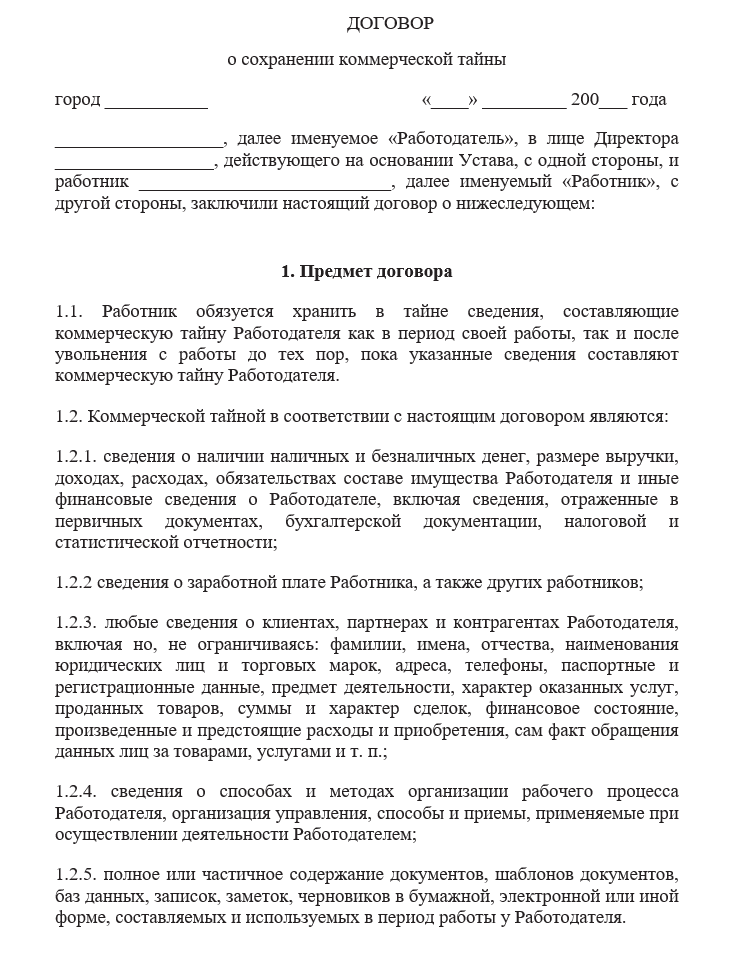 ДОГОВОР
о сохранении коммерческой тайны
город ___________ «____» _________ 200___ года
__________________, далее именуемое «Работодатель», в лице Директора
_________________, действующего на основании Устава, с одной стороны, и
работник ___________________________, далее именуемый «Работник», с
другой стороны, заключили настоящий договор о нижеследующем:
1. Предмет договора
1.1. Работник обязуется хранить в тайне сведения, составляющие
коммерческую тайну Работодателя как в период своей работы, так и после
увольнения с работы до тех пор, пока указанные сведения составляют
коммерческую тайну Работодателя.
1.2. Коммерческой тайной в соответствии с настоящим договором являются:
1.2.1. сведения о наличии наличных и безналичных денег, размере выручки,
доходах, расходах, обязательствах составе имущества Работодателя и иные
финансовые сведения о Работодателе, включая сведения, отраженные в
первичных документах, бухгалтерской документации, налоговой и
статистической отчетности;
1.2.2 сведения о заработной плате Работника, а также других работников;
1.2.3. любые сведения о клиентах, партнерах и контрагентах Работодателя,
включая но, не ограничиваясь: фамилии, имена, отчества, наименования
юридических лиц и торговых марок, адреса, телефоны, паспортные и
регистрационные данные, предмет деятельности, характер оказанных услуг,
проданных товаров, суммы и характер сделок, финансовое состояние,
произведенные и предстоящие расходы и приобретения, сам факт обращения
данных лиц за товарами, услугами и т. п.;
1.2.4. сведения о способах и методах организации рабочего процесса
Работодателя, организация управления, способы и приемы, применяемые при
осуществлении деятельности Работодателем;
1.2.5. полное или частичное содержание документов, шаблонов документов,
баз данных, записок, заметок, черновиков в бумажной, электронной или иной
форме, составляемых и используемых в период работы у Работодателя.